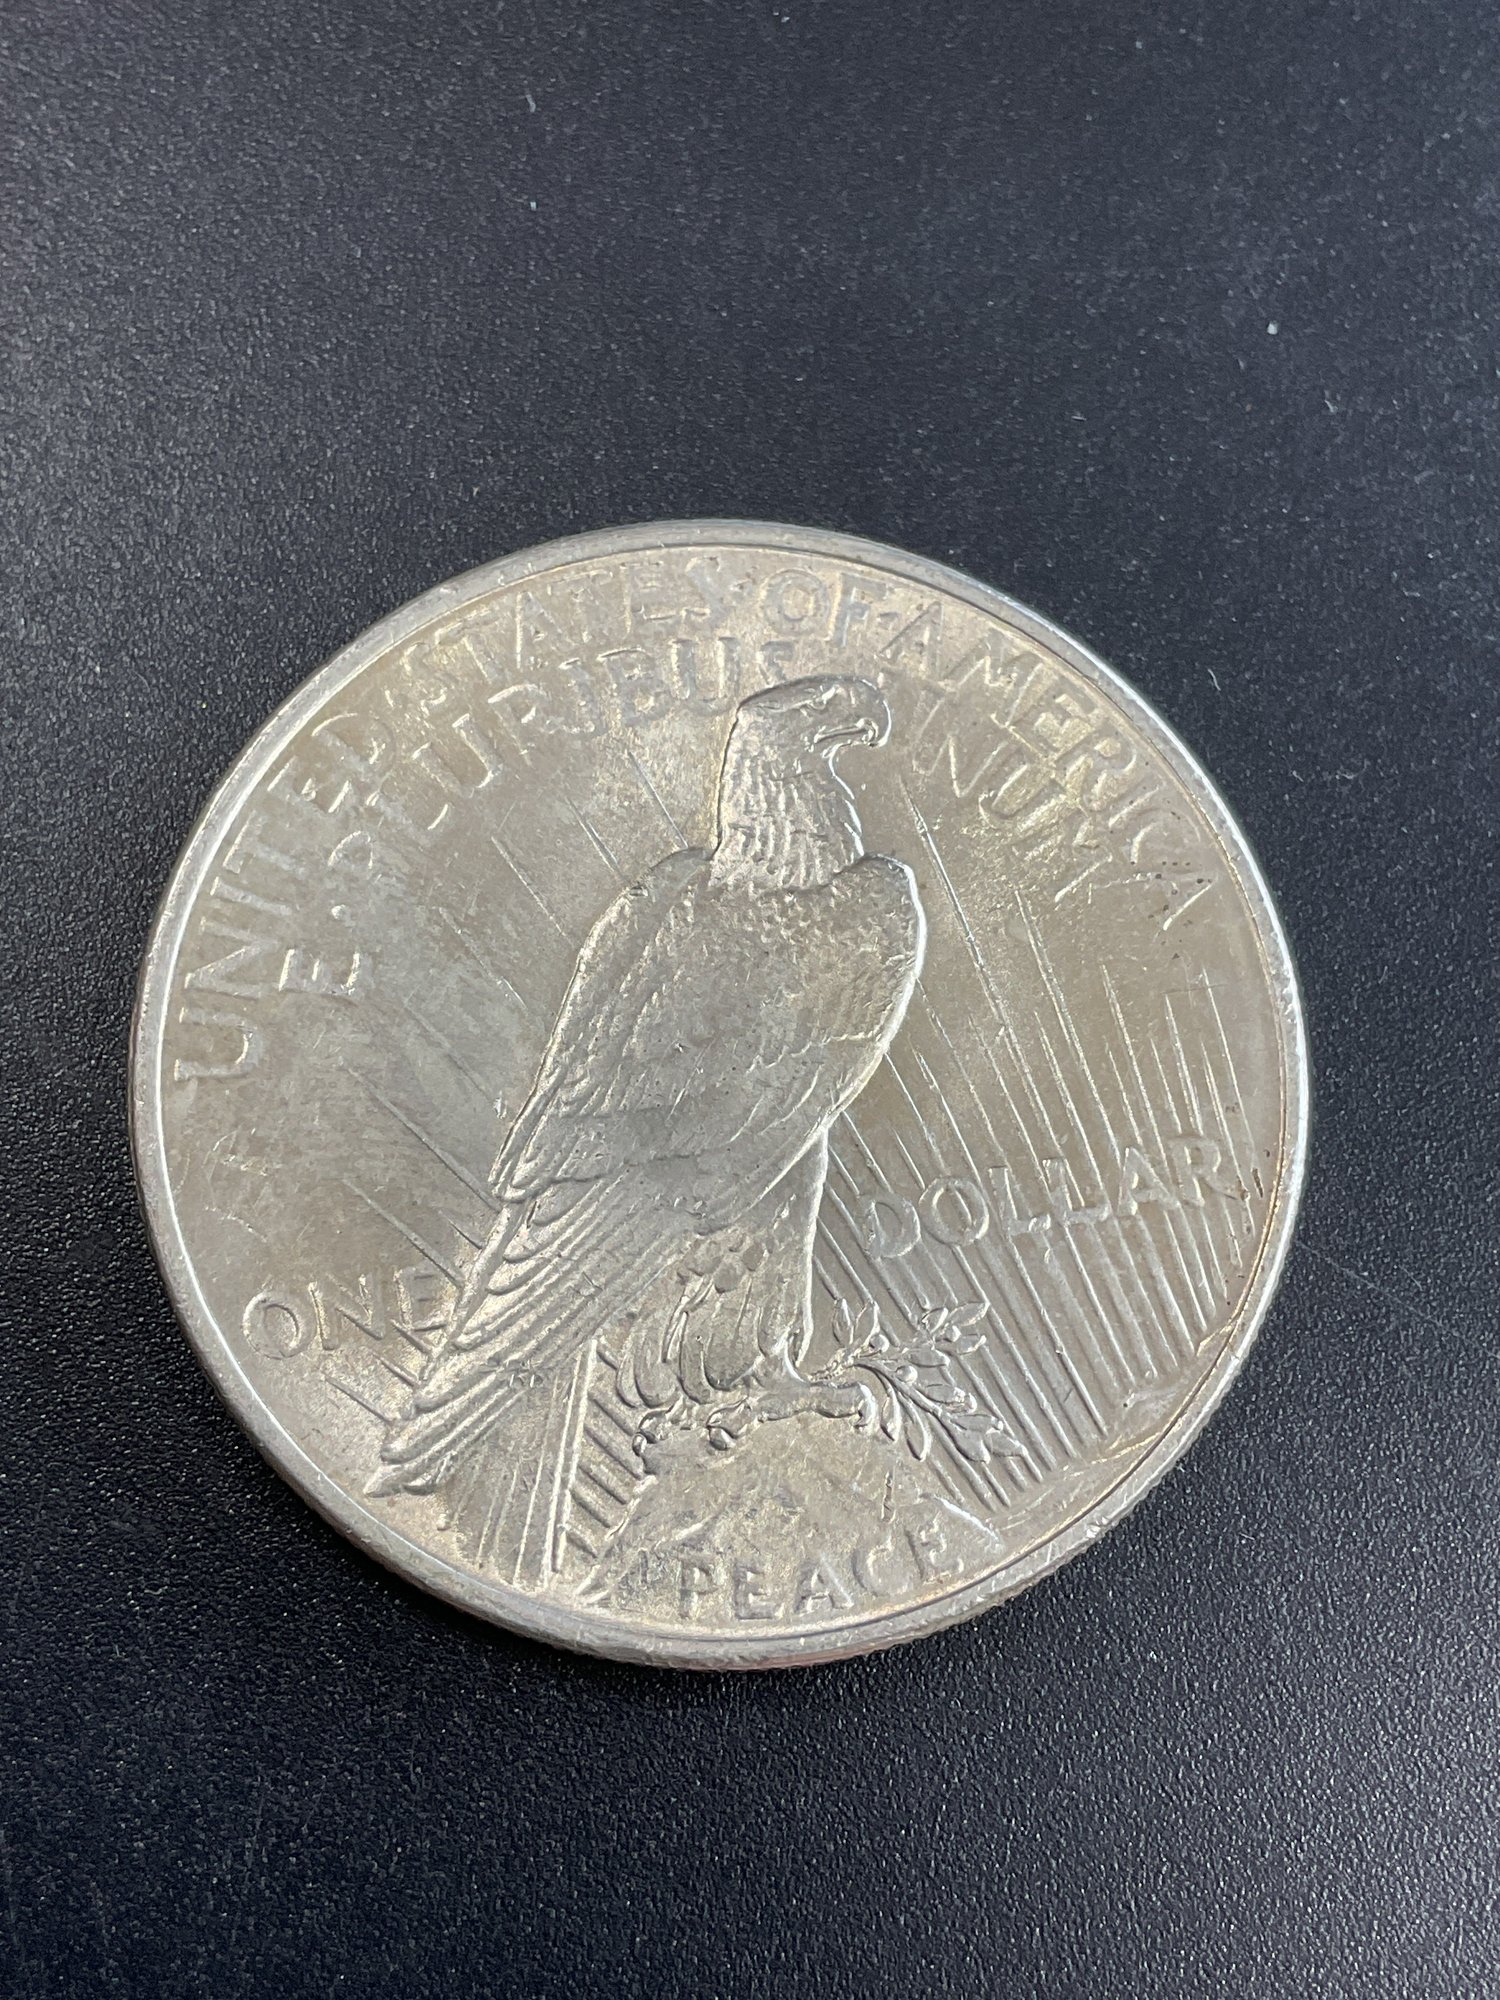 UNITED·STATES·OF·AMERICA
E·PLURIBUS UNUM
ONE DOLLAR
PEACE